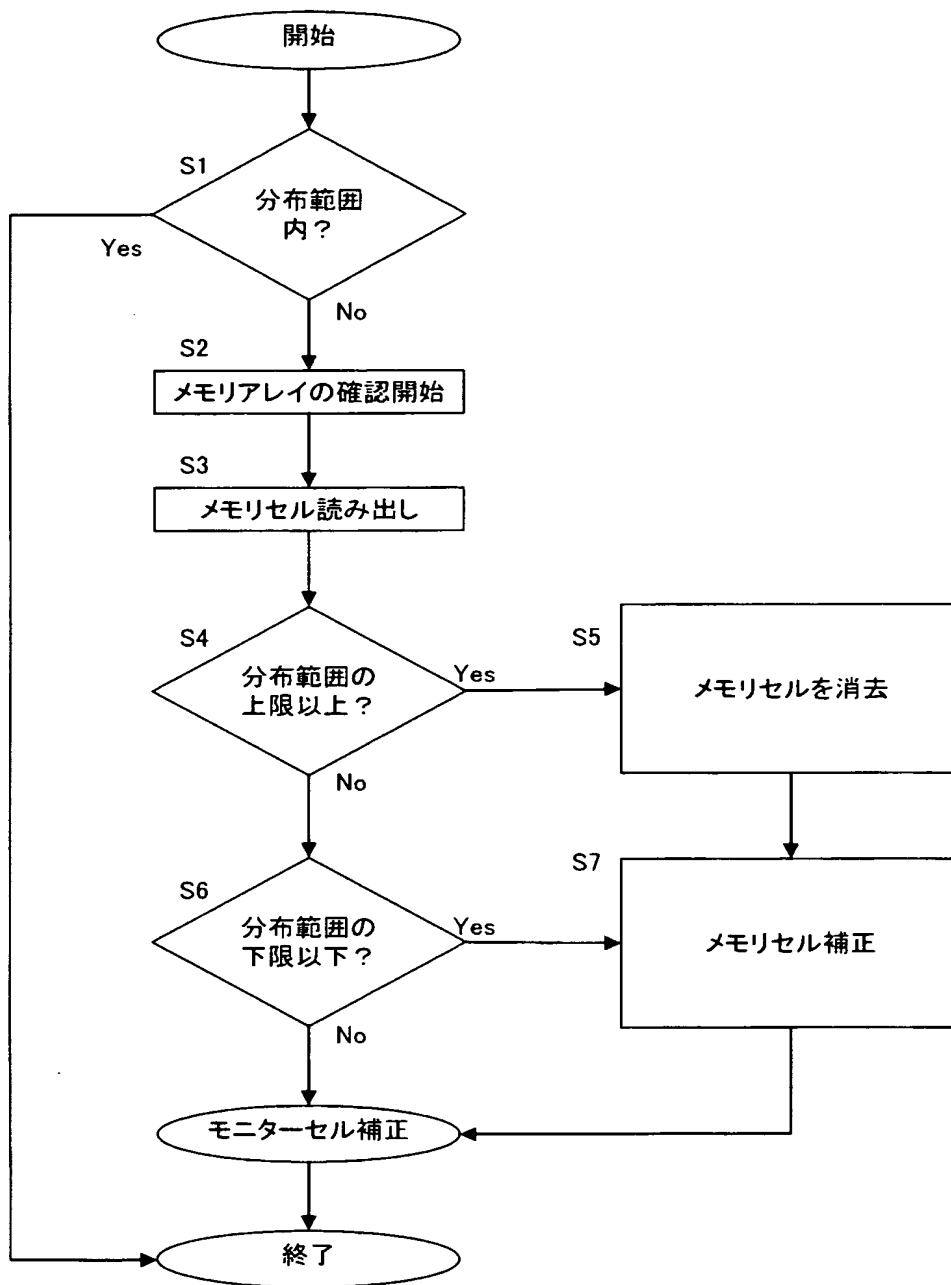 開始
S1
分布範囲
内？
Yes
No
S2
メモリアレイの確認開始
S3
メモリセル読み出し
S4
分布範囲の
上限以上？
Yes
S5
メモリセルを消去
No
S6
分布範囲の
下限以下？
Yes
S7
メモリセル補正
No
モニターセル補正
終了